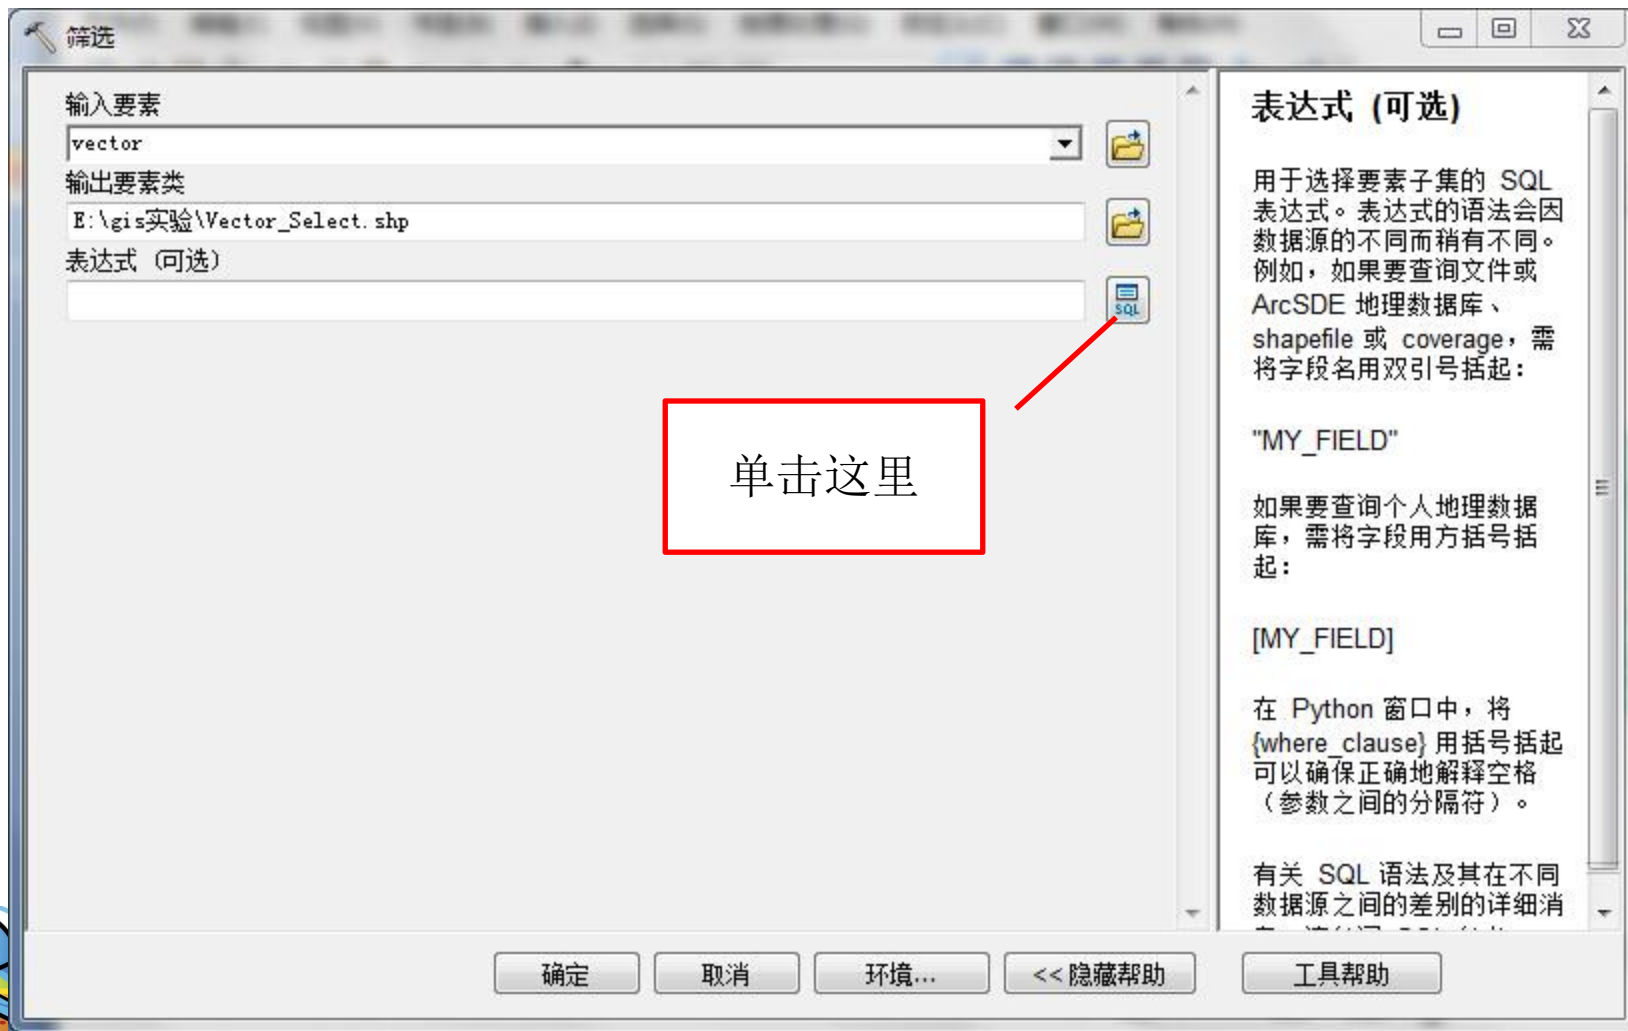 筛选
输入要素
vector
输出要素类
E:\gis实验\Vector_Select.shp
表达式 (可选)
SQL
单击这里
表达式 (可选)
用于选择要素子集的 SQL
表达式。表达式的语法会因
数据源的不同而稍有不同。
例如，如果要查询文件或
ArcSDE 地理数据库、
shapefile 或 coverage，需
将字段名用双引号括起：
"MY_FIELD"
如果要查询个人地理数据
库，需将字段用方括号括
起：
[MY_FIELD]
在 Python 窗口中，将
{where_clause} 用括号括起
可以确保正确地解释空格
（参数之间的分隔符）。
有关 SQL 语法及其在不同
数据源之间的差别的详细消
确定
取消
环境...
<< 隐藏帮助
工具帮助